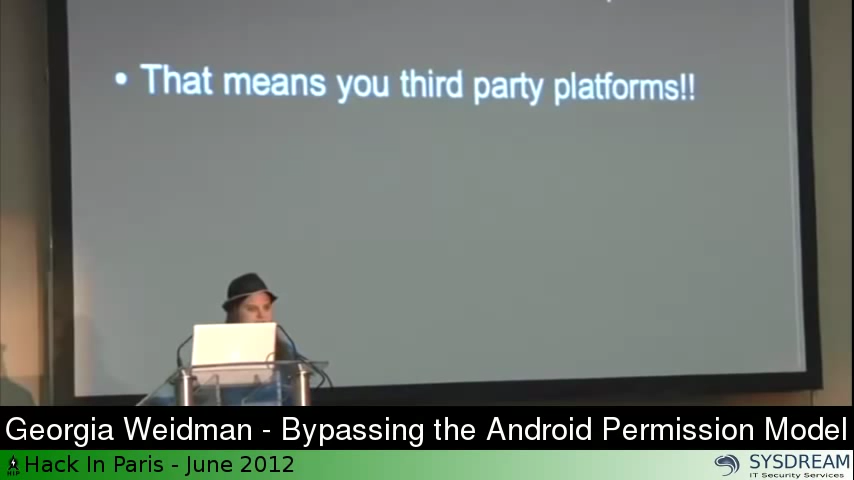 • That means you third party platforms!!
Georgia Weidman - Bypassing the Android Permission Model
HIP
Hack In Paris - June 2012
SYSDREAM
IT Security Services